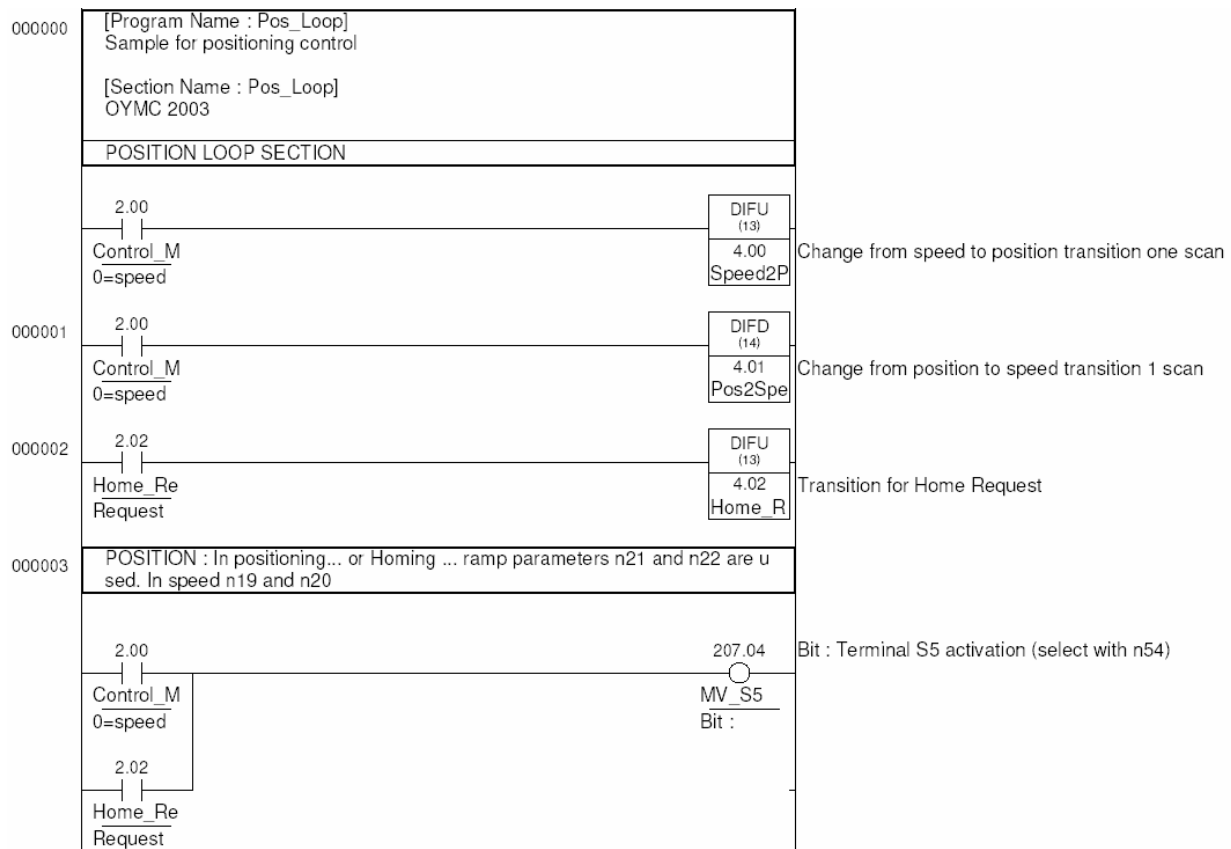 000000
[Program Name : Pos_Loop]
Sample for positioning control
[Section Name : Pos_Loop]
OYMC 2003
POSITION LOOP SECTION
2.00
Control_M
0=speed
DIFU
(13)
4.00
Speed2P
Change from speed to position transition one scan
000001
2.00
Control_M
0=speed
DIFD
(14)
4.01
Pos2Spe
Change from position to speed transition 1 scan
000002
2.02
Home_Re
Request
DIFU
(13)
4.02
Home_R
Transition for Home Request
000003
POSITION : In positioning... or Homing ... ramp parameters n21 and n22 are u
sed. In speed n19 and n20
2.00
Control_M
0=speed
207.04
MV_S5
Bit :
Bit : Terminal S5 activation (select with n54)
2.02
Home_Re
Request